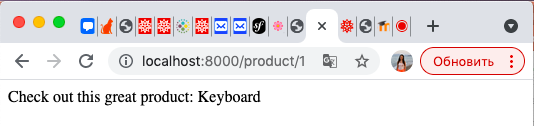 localhost:8000/product/1
Обновить
Check out this great product: Keyboard